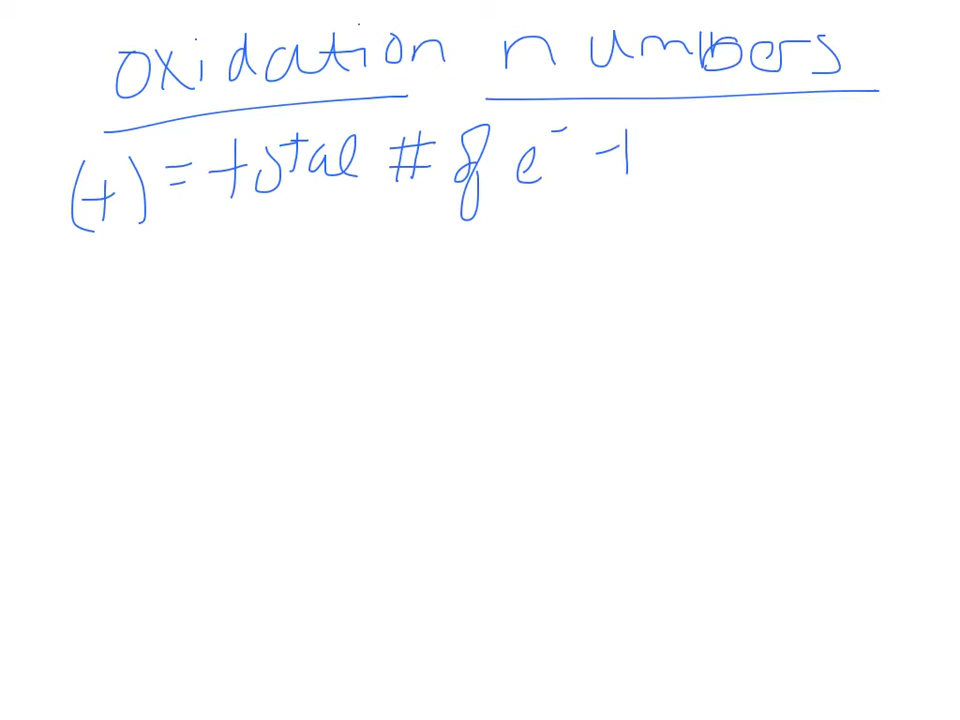 oxidation numbers
(+) = total # of e⁻